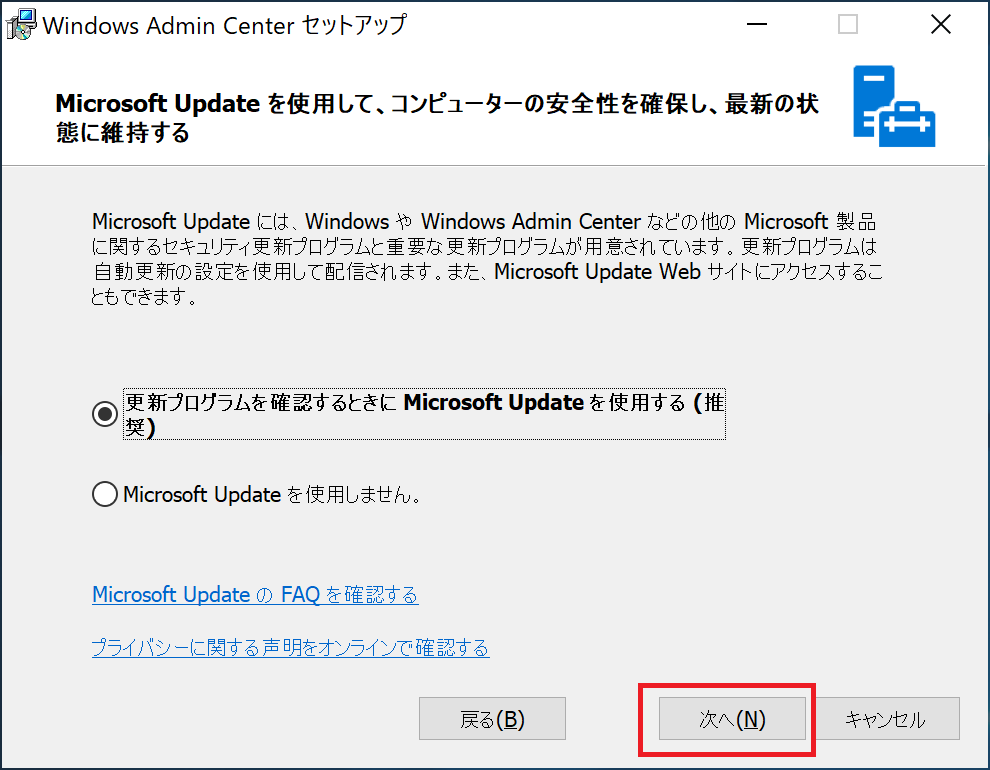 Windows Admin Center セットアップ
Microsoft Update を使用して、コンピューターの安全性を確保し、最新の状
態に維持する
Microsoft Update には、Windows や Windows Admin Center などの他の Microsoft 製品
に関するセキュリティ更新プログラムと重要な更新プログラムが用意されています。更新プログラムは
自動更新の設定を使用して配信されます。また、Microsoft Update Web サイトにアクセスするこ
ともできます。
更新プログラムを確認するときに Microsoft Update を使用する (推
奨)
Microsoft Update を使用しません。
Microsoft Update の FAQ を確認する
プライバシーに関する声明をオンラインで確認する
戻る(B) 次へ(N) キャンセル